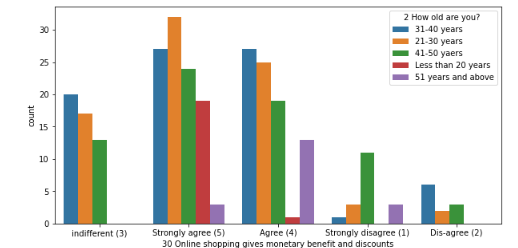 2 How old are you?
31-40 years
21-30 years
41-50 yaers
Less than 20 years
51 years and above
30
25
20
15
10
5
0
count
indifferent (3)
Strongly agree (5)
Agree (4)
Strongly disagree (1)
Dis-agree (2)
30 Online shopping gives monetary benefit and discounts